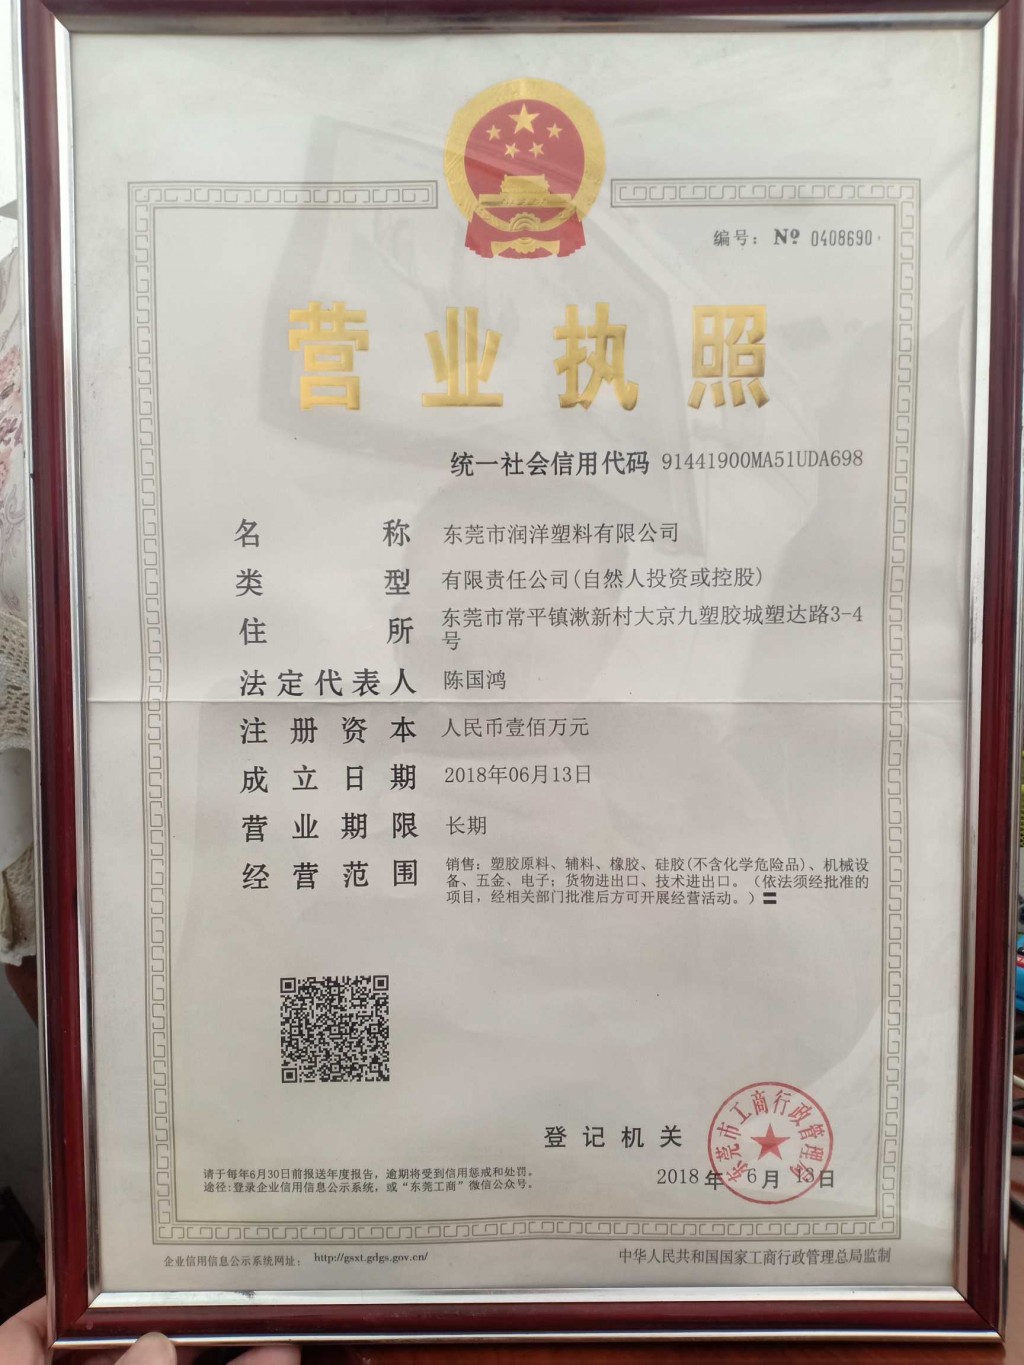 编号： № 0408690
营业执照
统一社会信用代码 91441900MA51UDA698
名称 东莞市润洋塑料有限公司
类型 有限责任公司(自然人投资或控股)
住所 东莞市常平镇漱新村大京九塑胶城塑达路3-4
号
法定代表人 陈国鸿
注册资本 人民币壹佰万元
成立日期 2018年06月13日
营业期限 长期
经营范围 销售：塑胶原料、辅料、橡胶、硅胶(不含化学危险品)、机械设
备、五金、电子；货物进出口、技术进出口。（依法须经批准的
项目，经相关部门批准后方可开展经营活动。）〓
东莞市工商行政管理局
登记机关
2018年6月13日
请于每年6月30日前报送年度报告，逾期将受到信用惩戒和处罚。
途径:登录企业信用信息公示系统，或“东莞工商”微信公众号。
企业信用信息公示系统网址： http://gsxt.gdgs.gov.cn/ 中华人民共和国国家工商行政管理总局监制